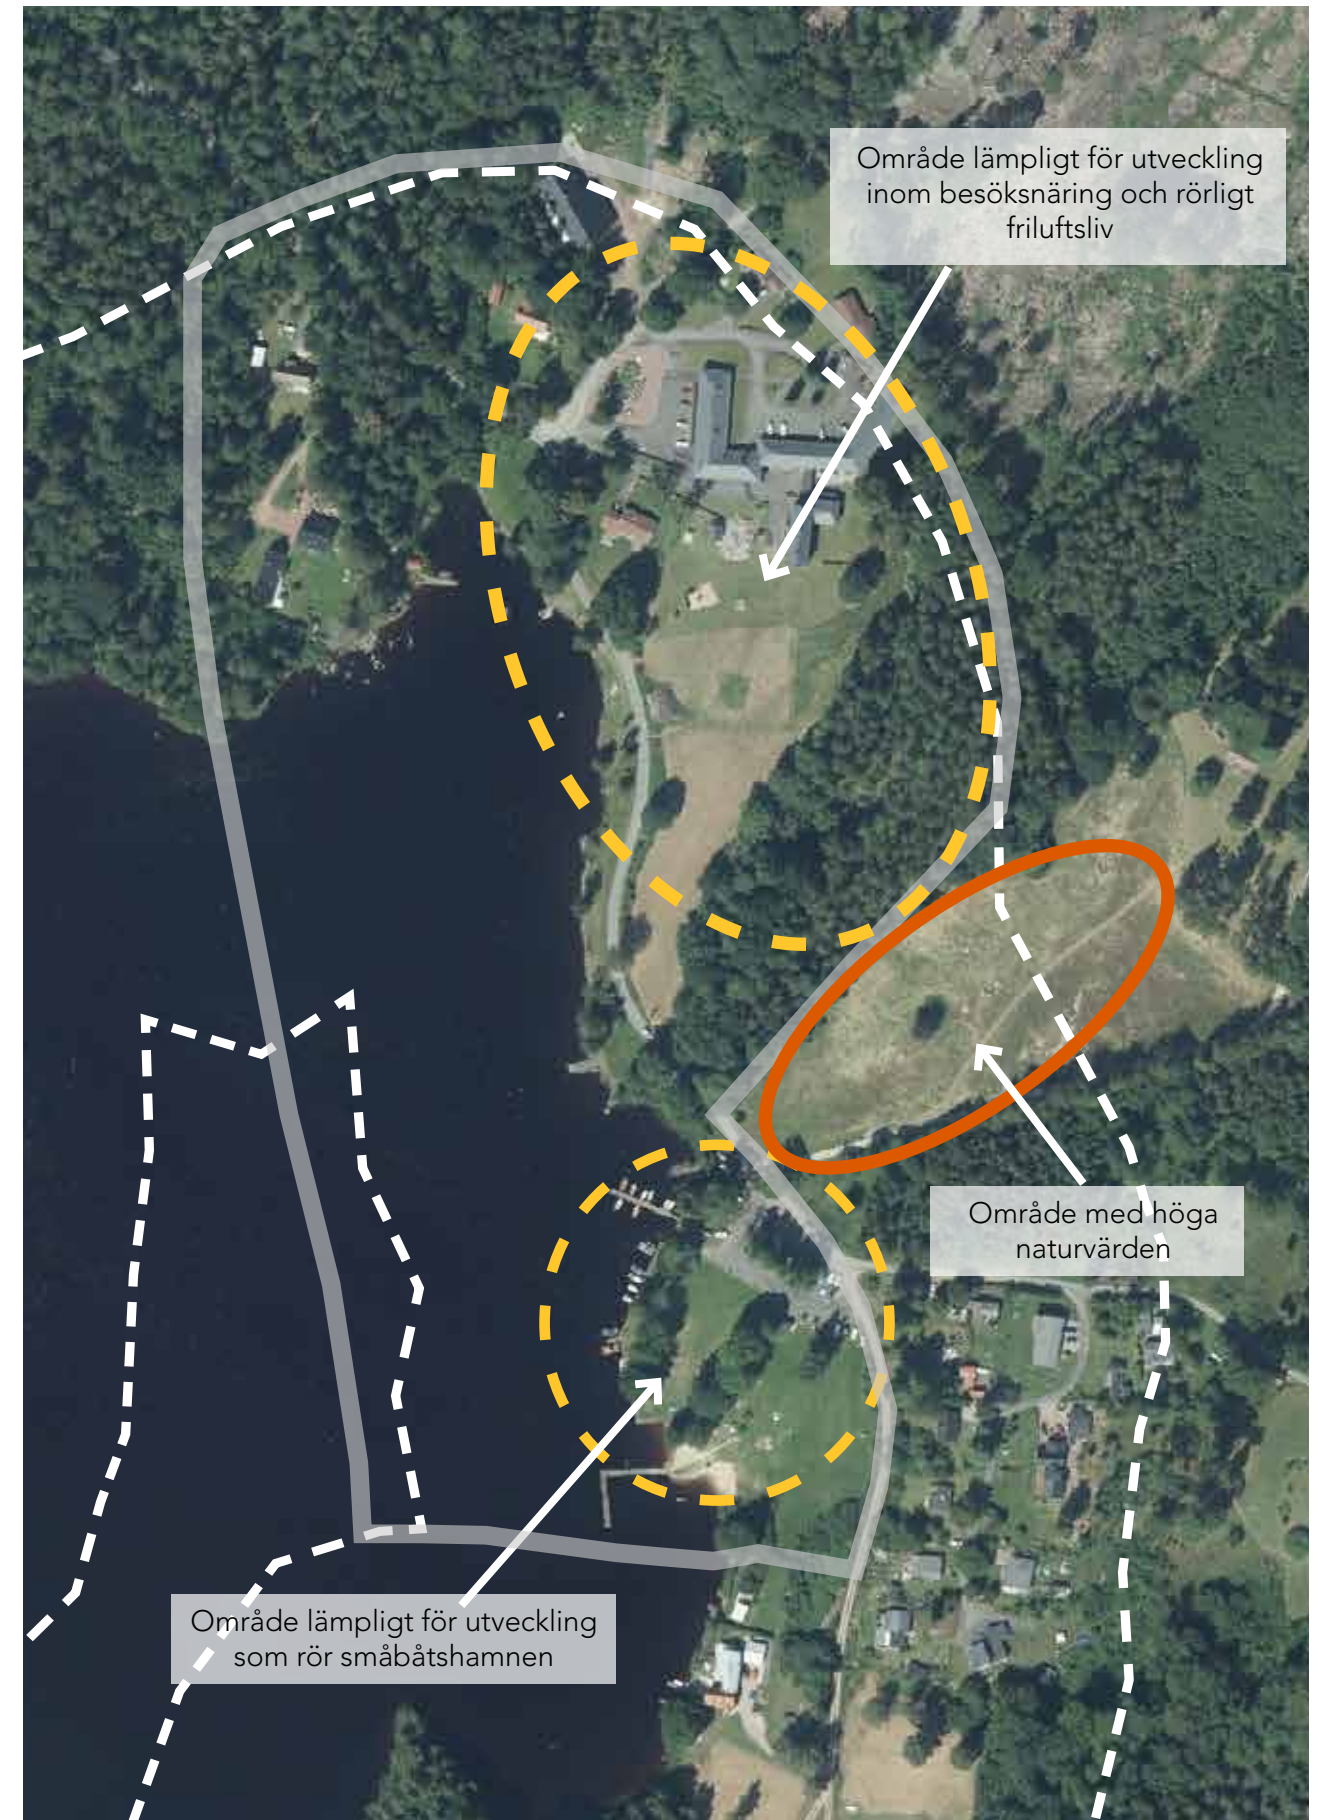 Område lämpligt för utveckling
inom besöksnäring och rörligt
friluftsliv
Område med höga
naturvärden
Område lämpligt för utveckling
som rör småbåtshamnen